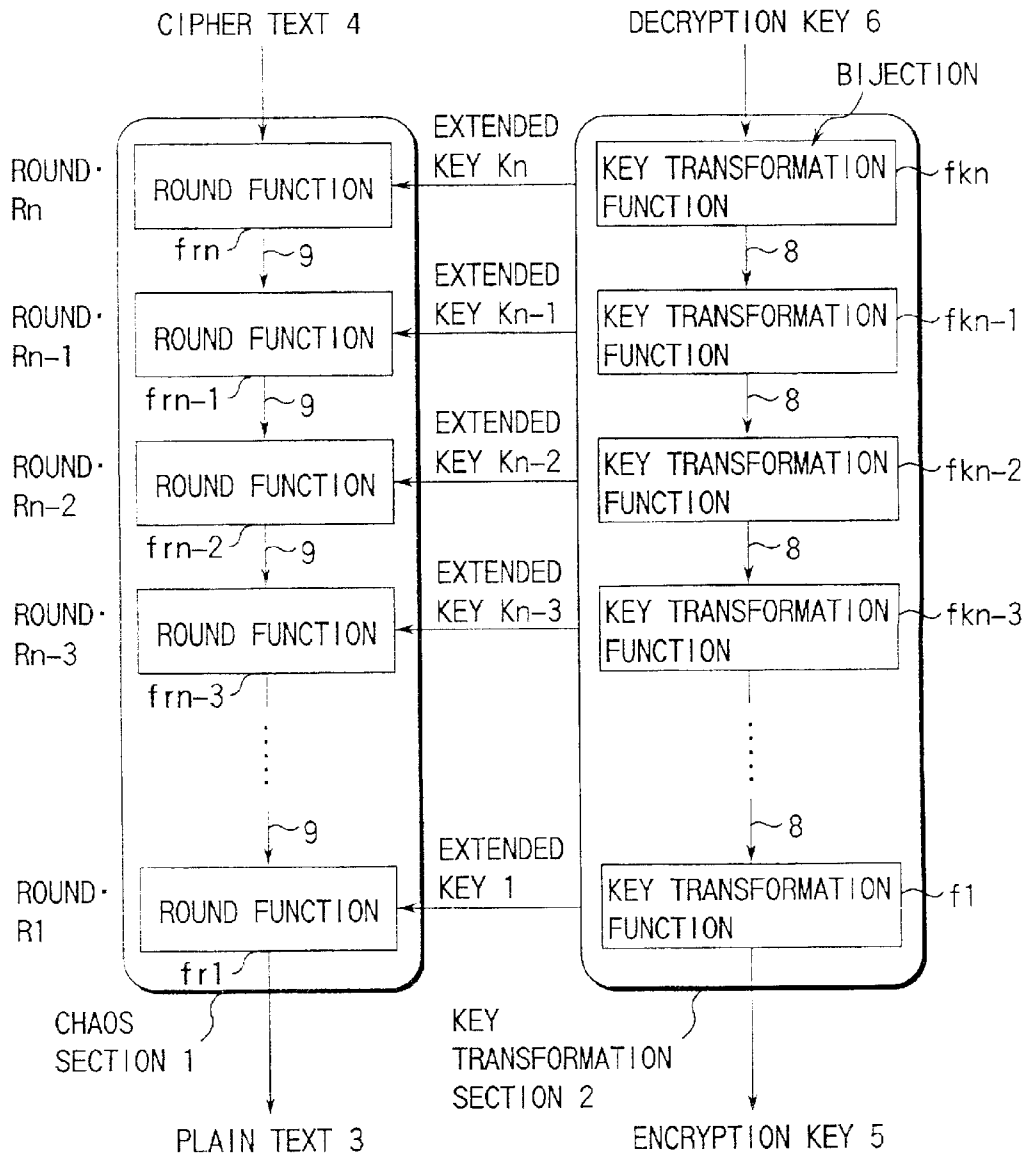 CIPHER TEXT 4
DECRYPTION KEY 6
BIJECTION
ROUND·
Rn
ROUND FUNCTION
frn
9
EXTENDED
KEY Kn
KEY TRANSFORMATION
FUNCTION
fkn
8
ROUND·
Rn-1
ROUND FUNCTION
frn-1
9
EXTENDED
KEY Kn-1
KEY TRANSFORMATION
FUNCTION
fkn-1
8
ROUND·
Rn-2
ROUND FUNCTION
frn-2
9
EXTENDED
KEY Kn-2
KEY TRANSFORMATION
FUNCTION
fkn-2
8
ROUND·
Rn-3
ROUND FUNCTION
frn-3
EXTENDED
KEY Kn-3
KEY TRANSFORMATION
FUNCTION
fkn-3
9
8
ROUND·
R1
ROUND FUNCTION
fr1
EXTENDED
KEY 1
KEY TRANSFORMATION
FUNCTION
f1
CHAOS
SECTION 1
KEY
TRANSFORMATION
SECTION 2
PLAIN TEXT 3
ENCRYPTION KEY 5